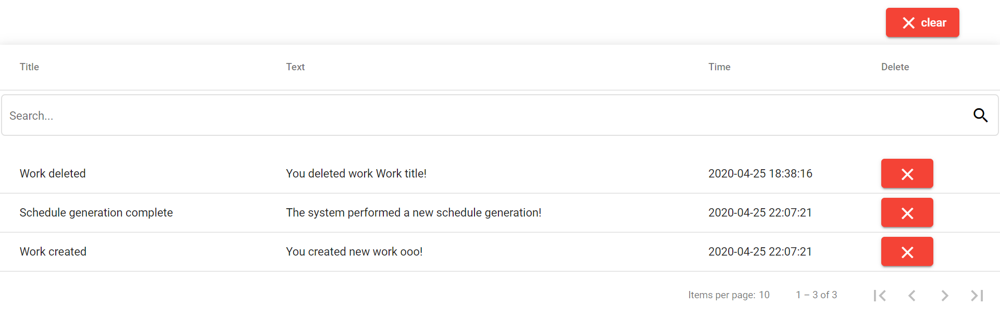 clear
Title Text Time Delete
Search...
Work deleted You deleted work Work title! 2020-04-25 18:38:16
Schedule generation complete The system performed a new schedule generation! 2020-04-25 22:07:21
Work created You created new work ooo! 2020-04-25 22:07:21
Items per page: 10 1 – 3 of 3